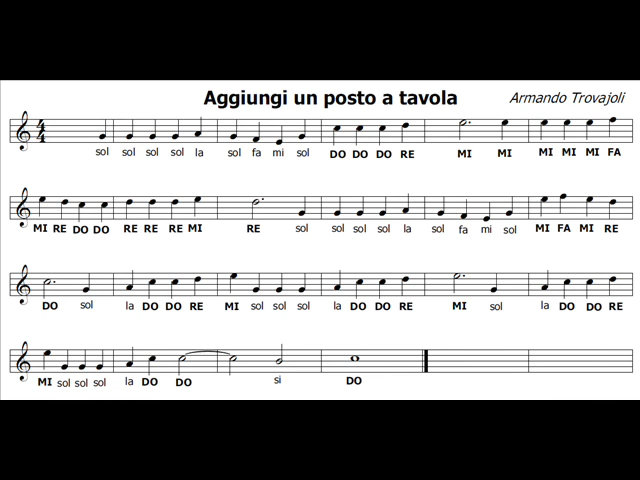 Aggiungi un posto a tavola
Armando Trovajoli
4
4
sol sol sol sol la sol fa mi sol DO DO DO RE MI MI MI MI MI FA
MI RE DO DO RE RE RE MI RE sol sol sol sol la sol fa mi sol MI FA MI RE
DO sol la DO DO RE MI sol sol sol la DO DO RE MI sol la DO DO RE
MI sol sol sol la DO DO si DO